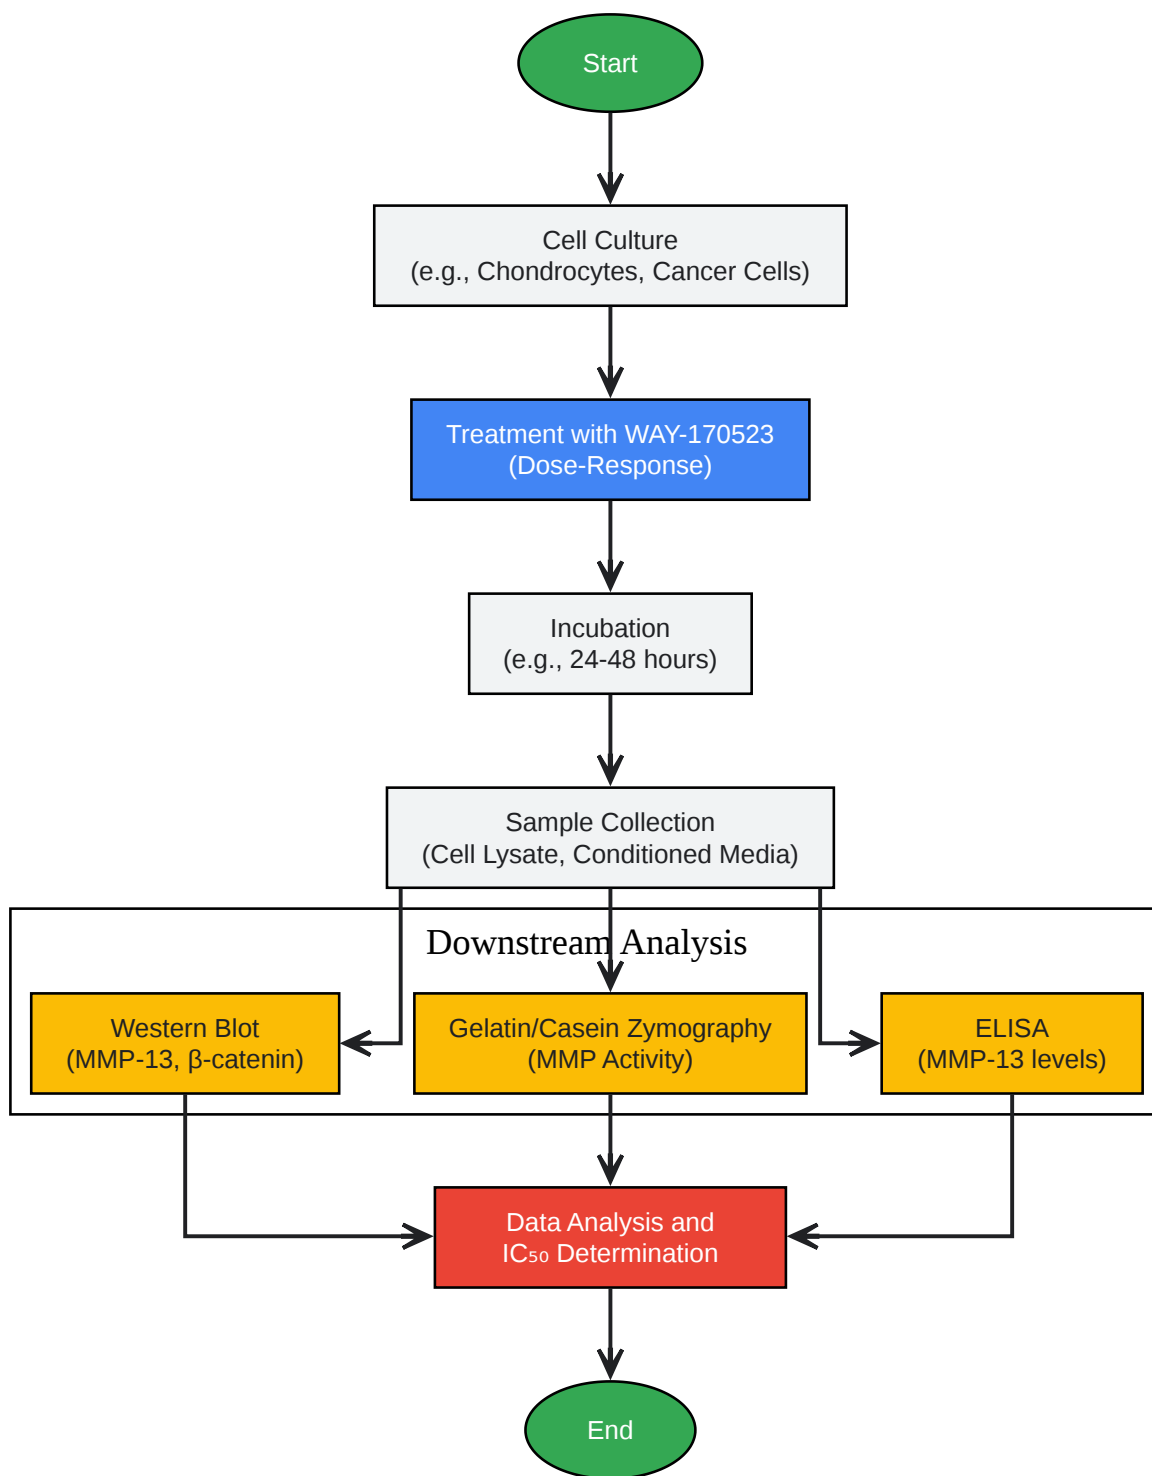 Start
Cell Culture
(e.g., Chondrocytes, Cancer Cells)
Treatment with WAY-170523
(Dose-Response)
Incubation
(e.g., 24-48 hours)
Sample Collection
(Cell Lysate, Conditioned Media)
Downstream Analysis
Western Blot
(MMP-13, β-catenin)
Gelatin/Casein Zymography
(MMP Activity)
ELISA
(MMP-13 levels)
Data Analysis and
IC₅₀ Determination
End